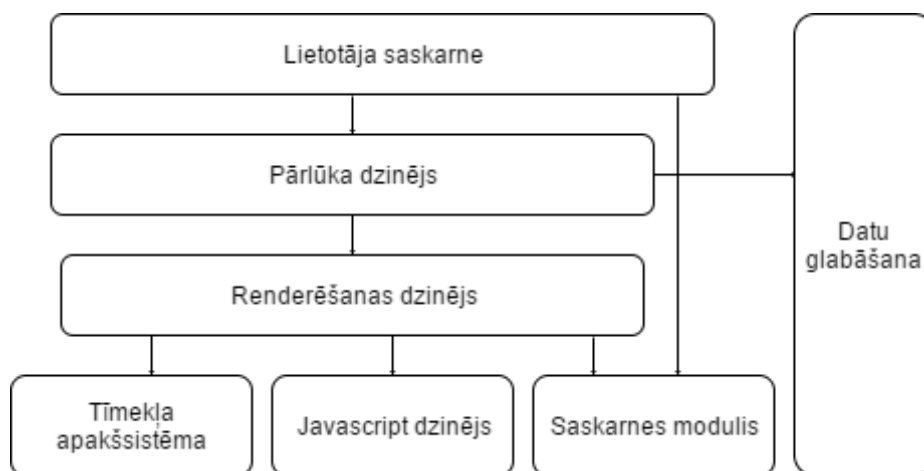 Lietotāja saskarne
Pārlūka dzinējs
Datu
glabāšana
Renderēšanas dzinējs
Tīmekļa
apakšsistēma
Javascript dzinējs
Saskarnes modulis